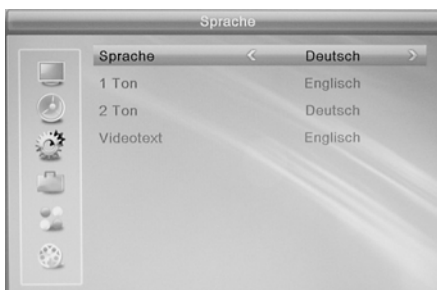 Sprache
Sprache Deutsch
1 Ton Englisch
2 Ton Deutsch
Videotext Englisch